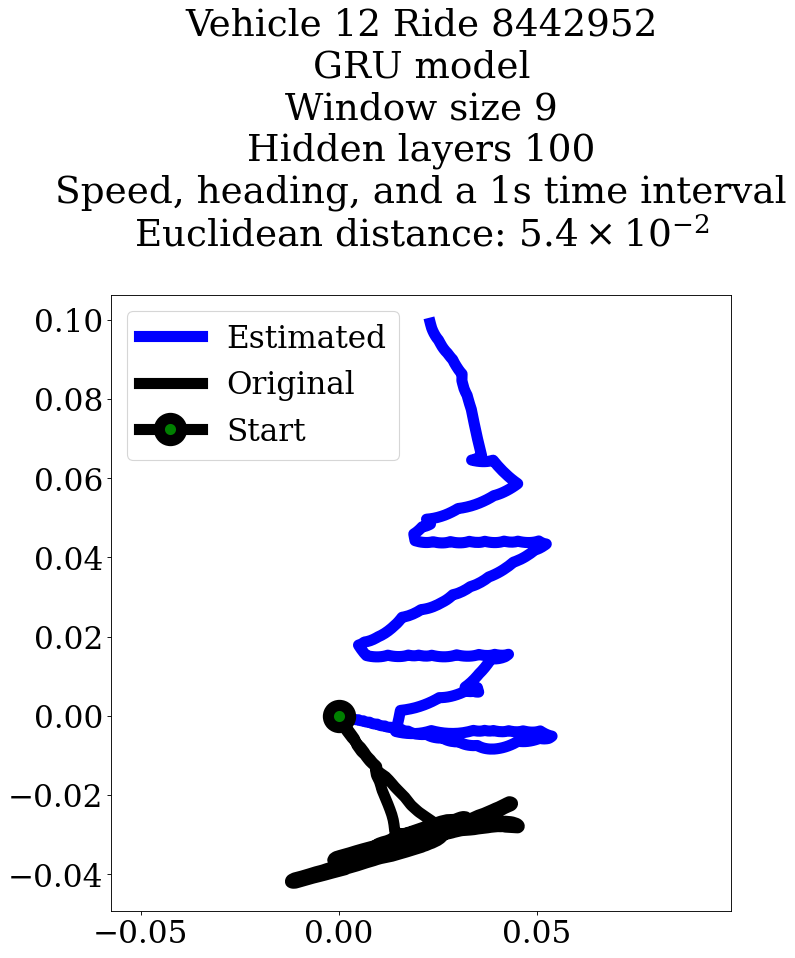 Vehicle 12 Ride 8442952
GRU model
Window size 9
Hidden layers 100
Speed, heading, and a 1s time interval
Euclidean distance: 5.4 × 10⁻²
Estimated
Original
Start
0.10
0.08
0.06
0.04
0.02
0.00
−0.02
−0.04
−0.05 0.00 0.05